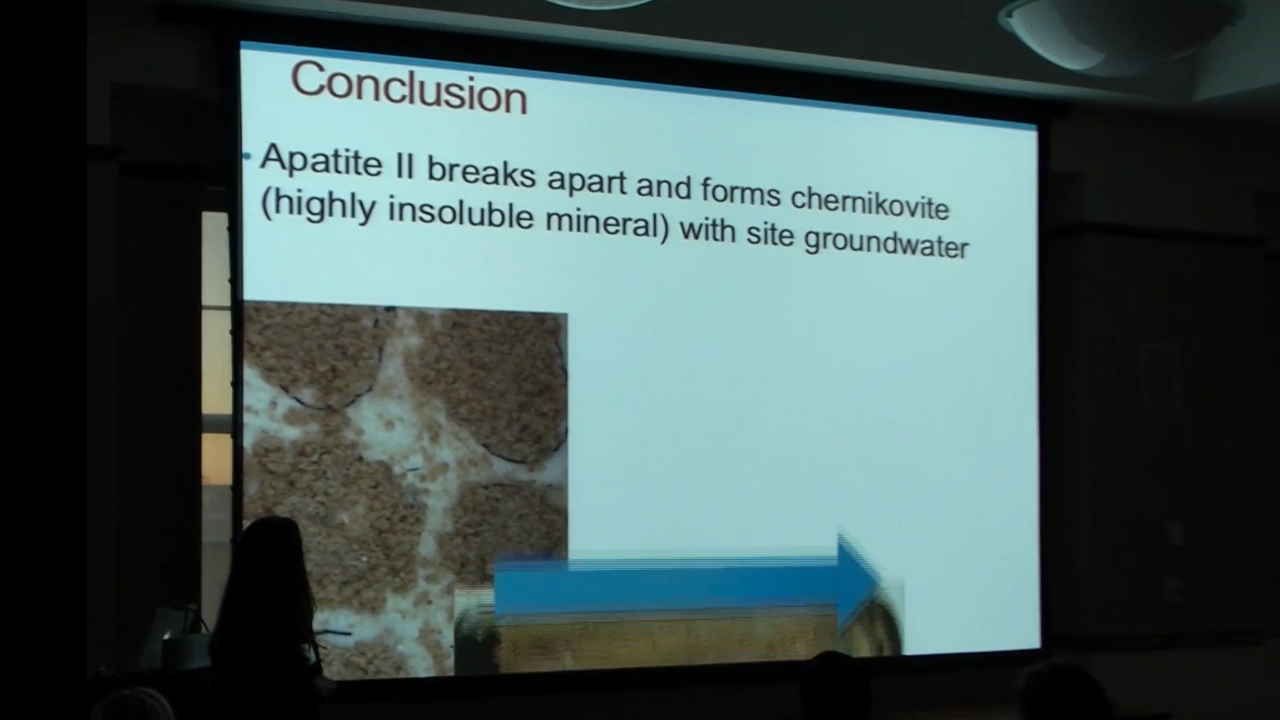 Conclusion
• Apatite II breaks apart and forms chernikovite
(highly insoluble mineral) with site groundwater